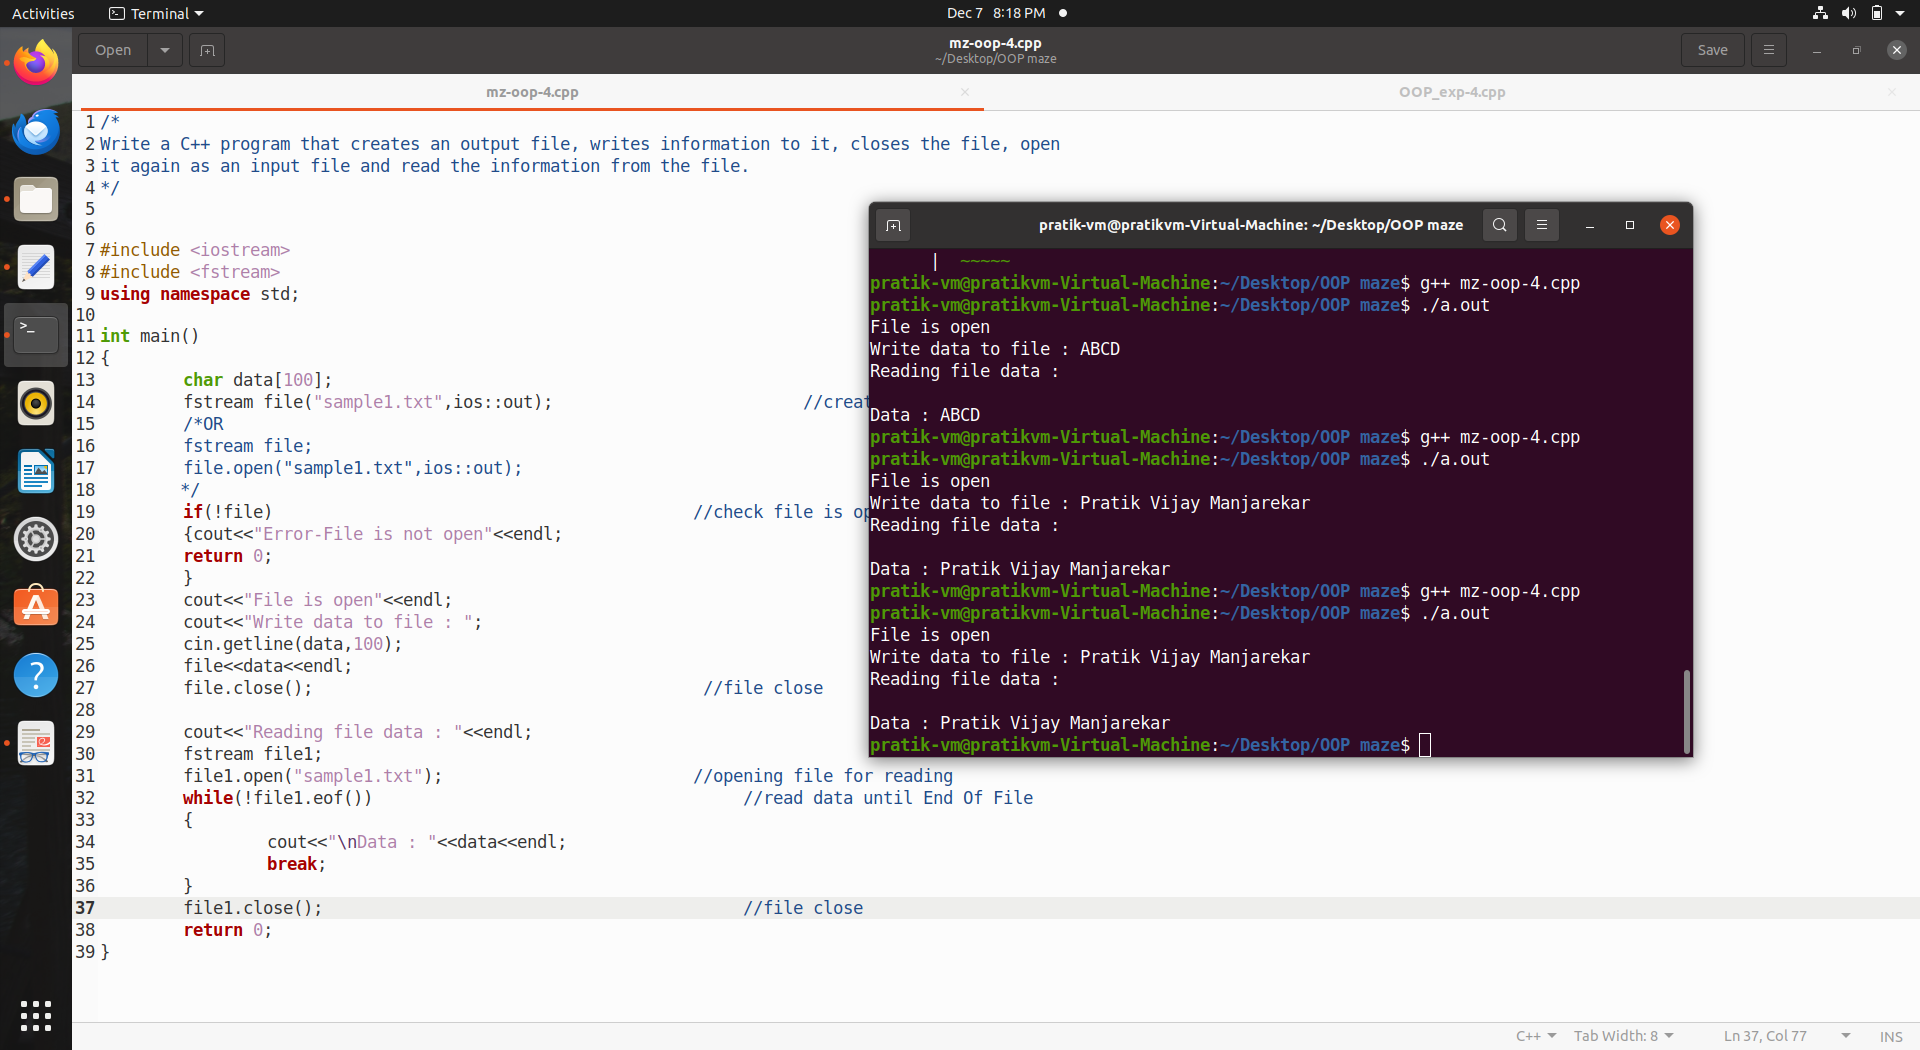 Activities
Terminal
Dec 7 8:18 PM
Open
mz-oop-4.cpp
~/Desktop/OOP maze
Save
mz-oop-4.cpp
OOP_exp-4.cpp
1 /*
2 Write a C++ program that creates an output file, writes information to it, closes the file, open
3 it again as an input file and read the information from the file.
4 */
5
6
7 #include <iostream>
8 #include <fstream>
9 using namespace std;
10
11 int main()
12 {
13 char data[100];
14 fstream file("sample1.txt",ios::out); //creat
15 /*OR
16 fstream file;
17 file.open("sample1.txt",ios::out);
18 */
19 if(!file) //check file is op
20 {cout<<"Error-File is not open"<<endl;
21 return 0;
22 }
23 cout<<"File is open"<<endl;
24 cout<<"Write data to file : ";
25 cin.getline(data,100);
26 file<<data<<endl;
27 file.close(); //file close
28
29 cout<<"Reading file data : "<<endl;
30 fstream file1;
31 file1.open("sample1.txt"); //opening file for reading
32 while(!file1.eof()) //read data until End Of File
33 {
34 cout<<"\nData : "<<data<<endl;
35 break;
36 }
37 file1.close(); //file close
38 return 0;
39 }
pratik-vm@pratikvm-Virtual-Machine: ~/Desktop/OOP maze
| ~~~~~
pratik-vm@pratikvm-Virtual-Machine:~/Desktop/OOP maze$ g++ mz-oop-4.cpp
pratik-vm@pratikvm-Virtual-Machine:~/Desktop/OOP maze$ ./a.out
File is open
Write data to file : ABCD
Reading file data :
Data : ABCD
pratik-vm@pratikvm-Virtual-Machine:~/Desktop/OOP maze$ g++ mz-oop-4.cpp
pratik-vm@pratikvm-Virtual-Machine:~/Desktop/OOP maze$ ./a.out
File is open
Write data to file : Pratik Vijay Manjarekar
Reading file data :
Data : Pratik Vijay Manjarekar
pratik-vm@pratikvm-Virtual-Machine:~/Desktop/OOP maze$ g++ mz-oop-4.cpp
pratik-vm@pratikvm-Virtual-Machine:~/Desktop/OOP maze$ ./a.out
File is open
Write data to file : Pratik Vijay Manjarekar
Reading file data :
Data : Pratik Vijay Manjarekar
pratik-vm@pratikvm-Virtual-Machine:~/Desktop/OOP maze$
C++
Tab Width: 8
Ln 37, Col 77
INS